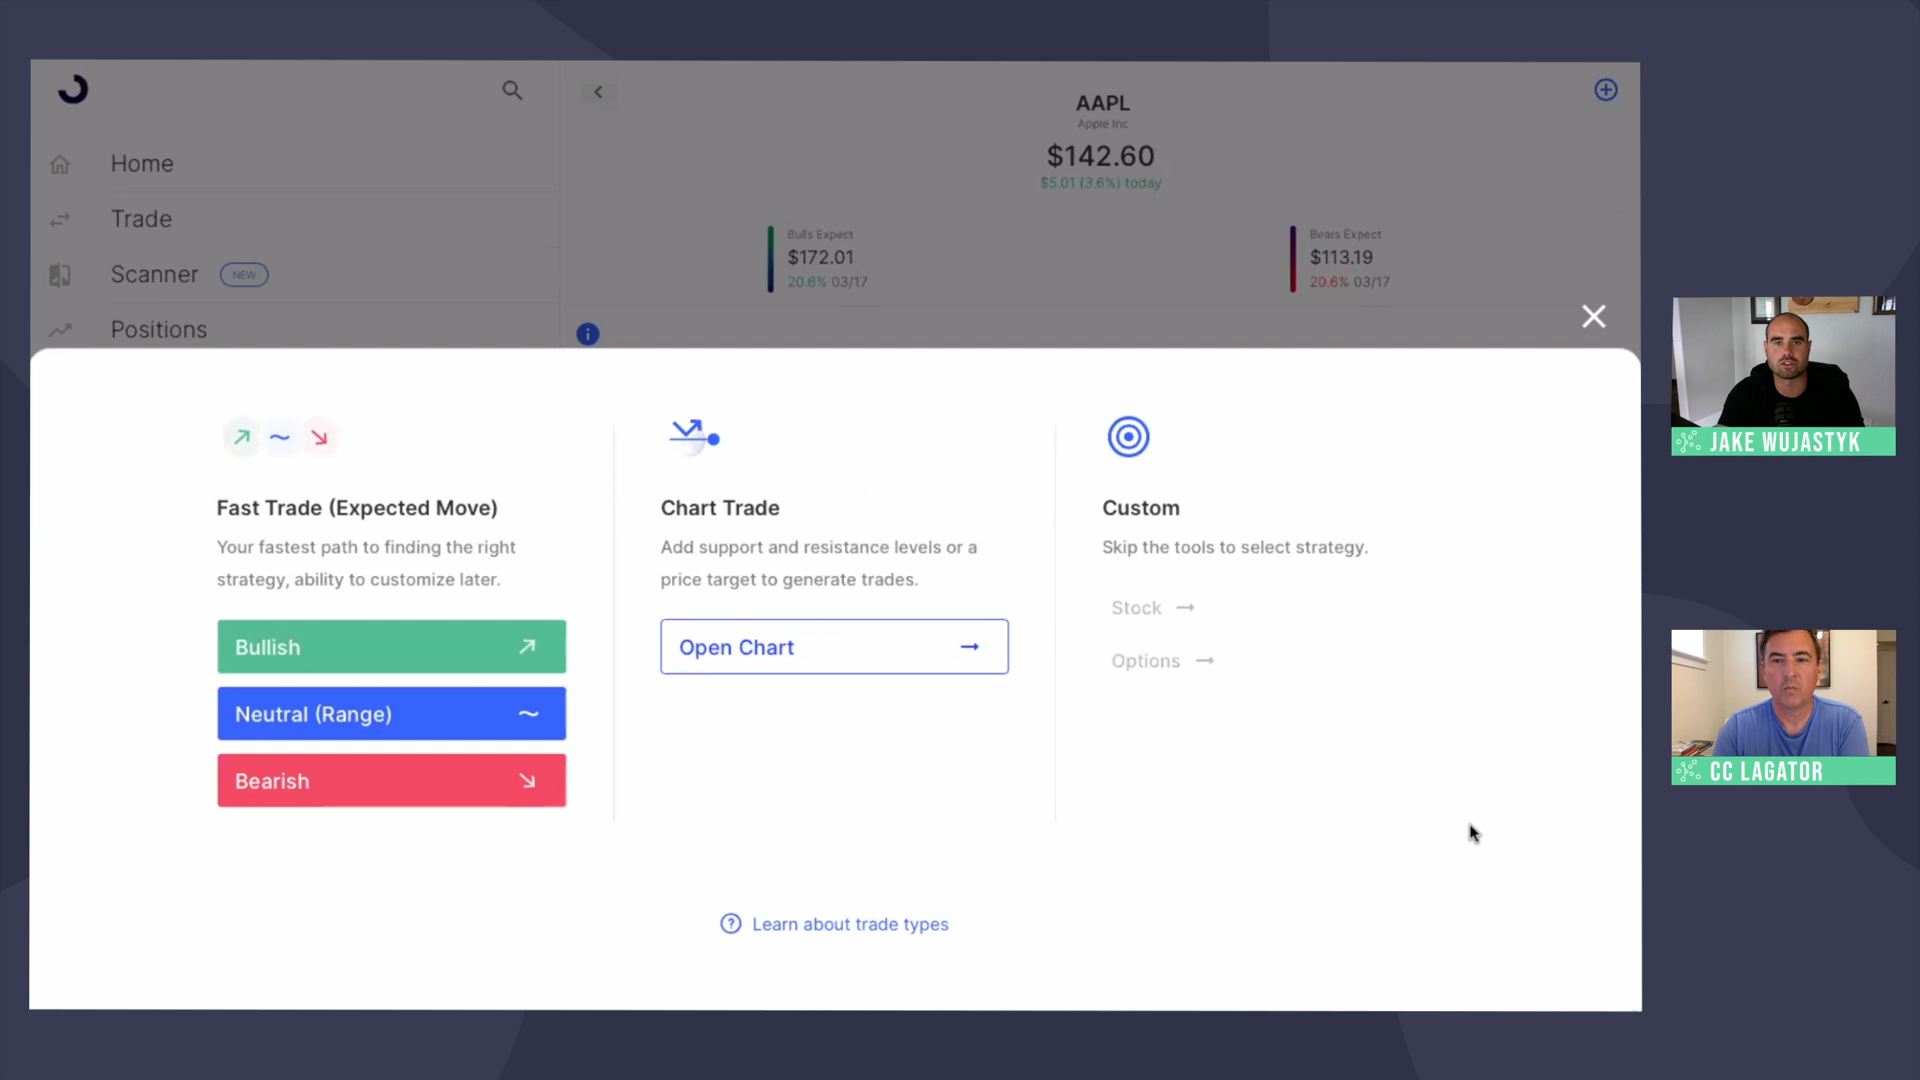 Home
Trade
Scanner NEW
Positions
AAPL
Apple Inc
$142.60
$5.01 (3.6%) today
Bulls Expect
$172.01
20.6% 03/17
Bears Expect
$113.19
20.6% 03/17
Fast Trade (Expected Move)
Your fastest path to finding the right
strategy, ability to customize later.
Bullish
Neutral (Range)
Bearish
Chart Trade
Add support and resistance levels or a
price target to generate trades.
Open Chart
Custom
Skip the tools to select strategy.
Stock
Options
Learn about trade types
JAKE WUJASTYK
CC LAGATOR